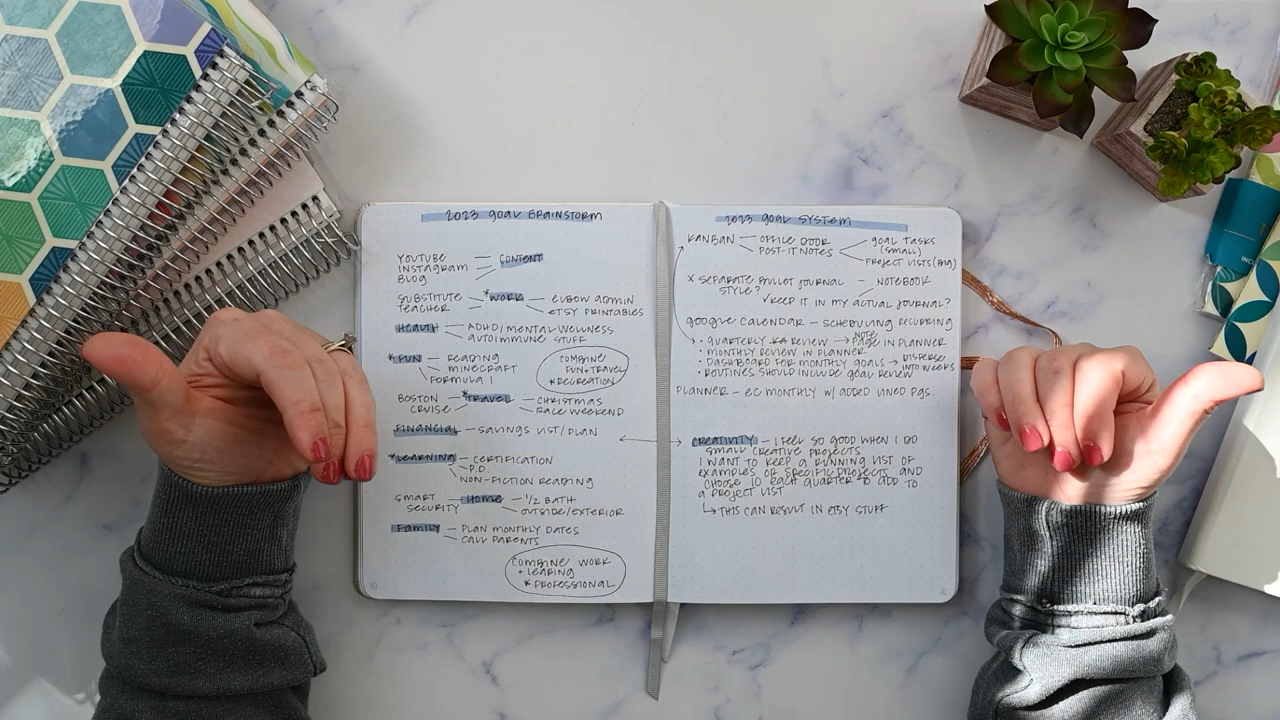 2023 GOAL BRAINSTORM
YOUTUBE
INSTAGRAM
BLOG
CONTENT
SUBSTITUTE
TEACHER
*WORK
ELBOW ADMIN
ETSY PRINTABLES
HEALTH
ADHD/MENTAL WELLNESS
AUTOIMMUNE STUFF
*FUN
READING
MINECRAFT
FORMULA 1
COMBINE
FUN+TRAVEL
*RECREATION
BOSTON
CRUISE
*TRAVEL
CHRISTMAS
RACE WEEKEND
FINANCIAL
SAVINGS LIST/PLAN
*LEARNING
CERTIFICATION
P.D.
NON-FICTION READING
SMART
SECURITY
HOME
1/2 BATH
OUTSIDE/EXTERIOR
FAMILY
PLAN MONTHLY DATES
CALL PARENTS
COMBINE WORK
+ LEARING
* PROFESSIONAL
2023 GOAL SYSTEM
KANBAN
OFFICE DOOR
POST-IT NOTES
GOAL TASKS
(SMALL)
PROJECT LISTS (BIG)
X SEPARATE BULLET JOURNAL — NOTEBOOK
STYLE?
✓KEEP IT IN MY ACTUAL JOURNAL?
GOOGLE CALENDAR — SCHEDULING RECURRING
• QUARTERLY REVIEW → NOTE PAGE IN PLANNER
• MONTHLY REVIEW IN PLANNER
• DASHBOARD FOR MONTHLY GOALS → DISPERSE INTO WEEKS
• ROUTINES SHOULD INCLUDE GOAL REVIEW
PLANNER — EC MONTHLY W/ ADDED LINED PGS.
CREATIVITY — I FEEL SO GOOD WHEN I DO
SMALL CREATIVE PROJECTS
I WANT TO KEEP A RUNNING LIST OF
EXAMPLES OR SPECIFIC PROJECTS AND
CHOOSE 10 EACH QUARTER TO ADD TO
A PROJECT LIST
↳ THIS CAN RESULT IN ETSY STUFF